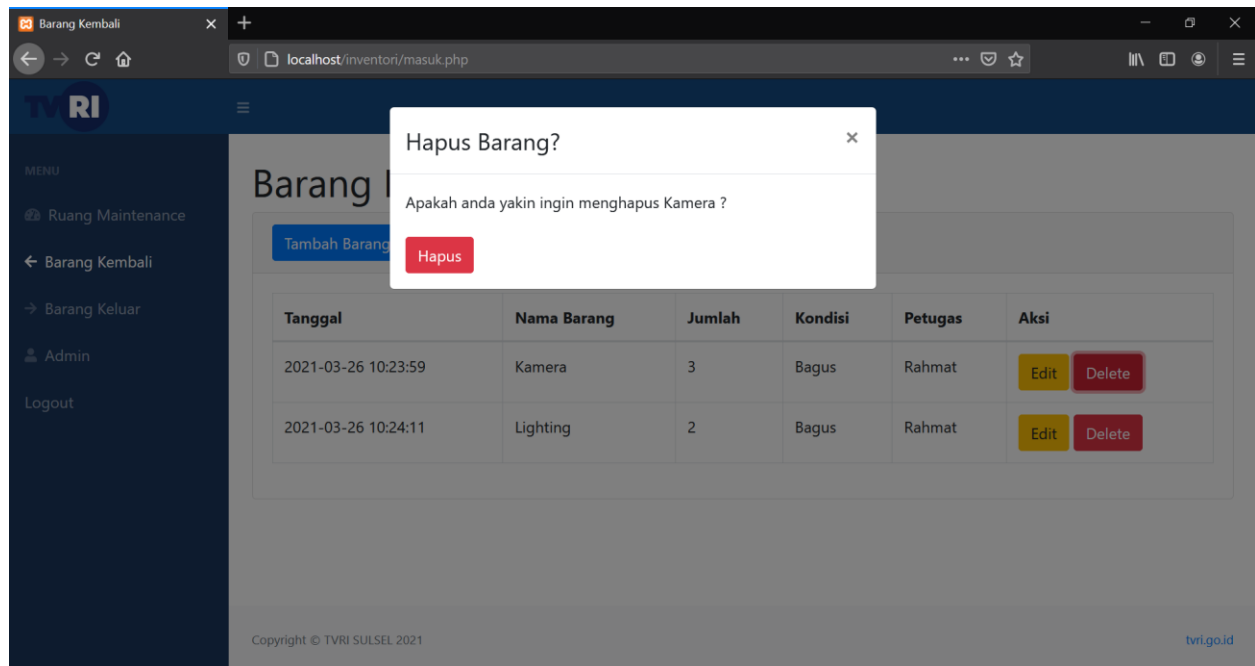 Barang Kembali
localhost/inventori/masuk.php
TVRI
Hapus Barang? ×
MENU
Barang
Apakah anda yakin ingin menghapus Kamera ?
Ruang Maintenance
Tambah Barang
Hapus
Barang Kembali
Barang Keluar
Tanggal Nama Barang Jumlah Kondisi Petugas Aksi
Admin
2021-03-26 10:23:59 Kamera 3 Bagus Rahmat Edit Delete
Logout
2021-03-26 10:24:11 Lighting 2 Bagus Rahmat Edit Delete
Copyright © TVRI SULSEL 2021 tvri.go.id